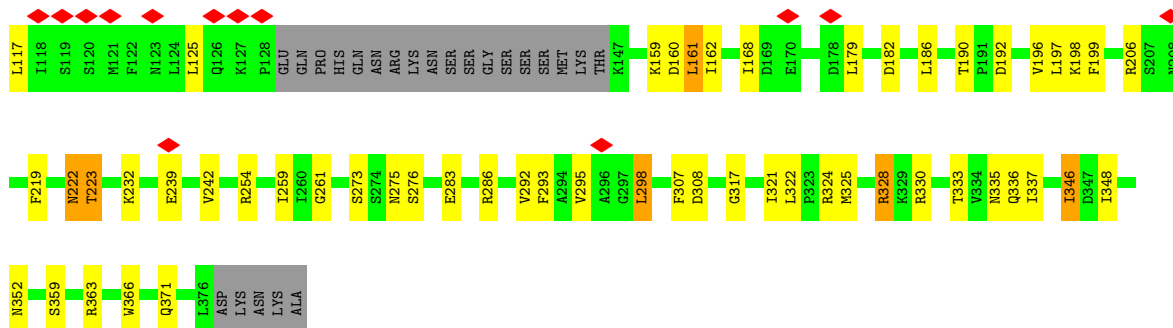 L117 I118 S119 S120 M121 F122 N123 L124 L125 Q126 K127 P128 GLU GLN PRO HIS GLN ASN ARG LYS ASN SER SER GLY SER SER SER MET LYS THR K147 K159 D160 L161 I162 I168 D169 E170 D178 L179 D182 L186 T190 P191 D192 V196 L197 K198 F199 R206 S207
F219 N222 T223 K232 E239 V242 R254 I259 I260 G261 S273 S274 N275 S276 E283 R286 V292 F293 A294 V295 A296 G297 L298 F307 D308 G317 I321 L322 P323 R324 M325 R328 K329 R330 T333 V334 N335 Q336 I337 I346 D347 I348
N352 S359 R363 W366 Q371 L376 ASP LYS ASN LYS ALA